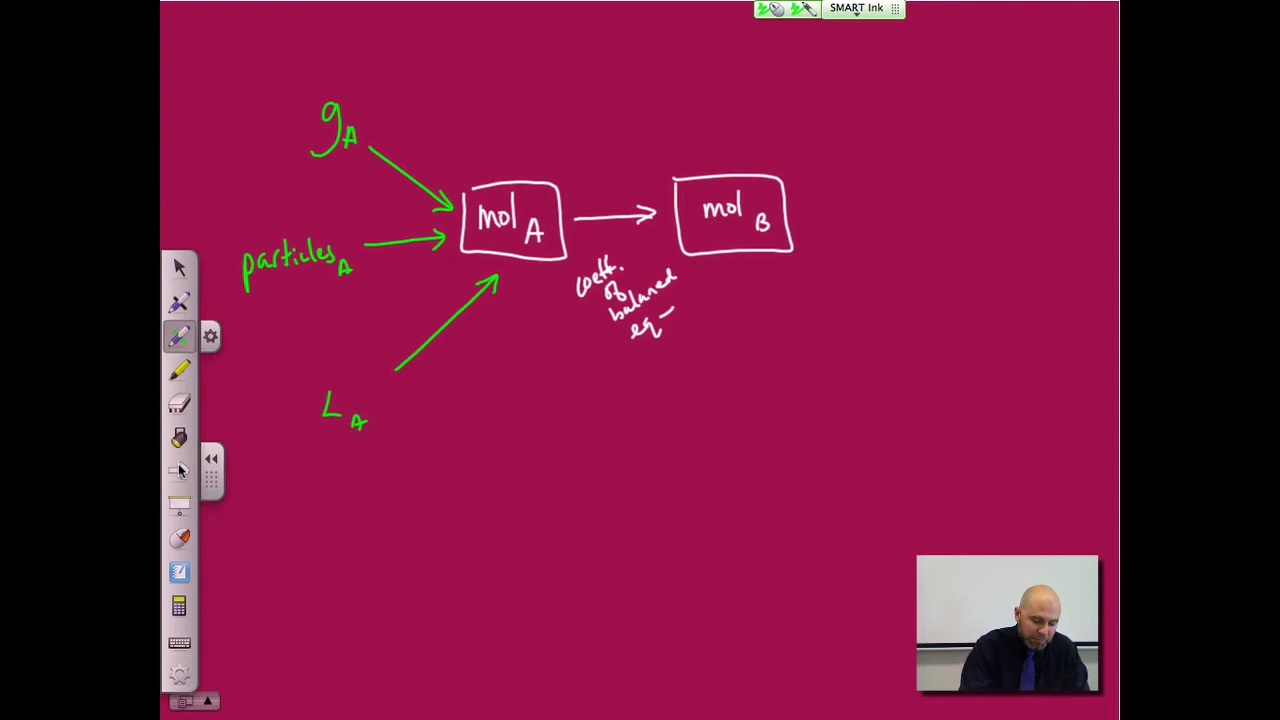 SMART Ink
g A
mol A
mol B
particles A
coeff.
of
balanced
eq
L A